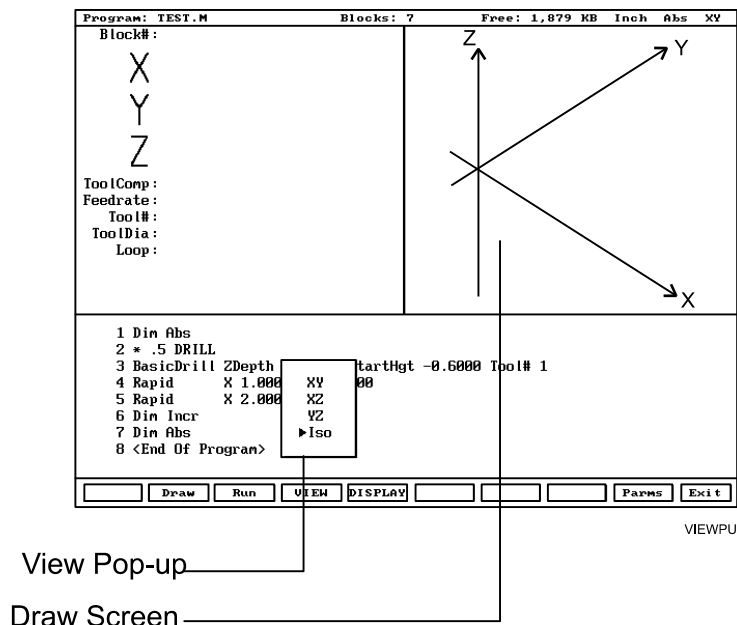 Program: TEST.M Blocks: 7 Free: 1,879 KB Inch Abs XY
Block#:
X
Y
Z
ToolComp:
Feedrate:
Tool#:
ToolDia:
Loop:
Z
Y
X
1 Dim Abs
2 * .5 DRILL
3 BasicDrill ZDepth tartHgt -0.6000 Tool# 1
4 Rapid X 1.000 00
5 Rapid X 2.000
6 Dim Incr
7 Dim Abs
8 <End Of Program>
XY
XZ
YZ
▶Iso
Draw Run VIEW DISPLAY Parms Exit
VIEWPU
View Pop-up
Draw Screen